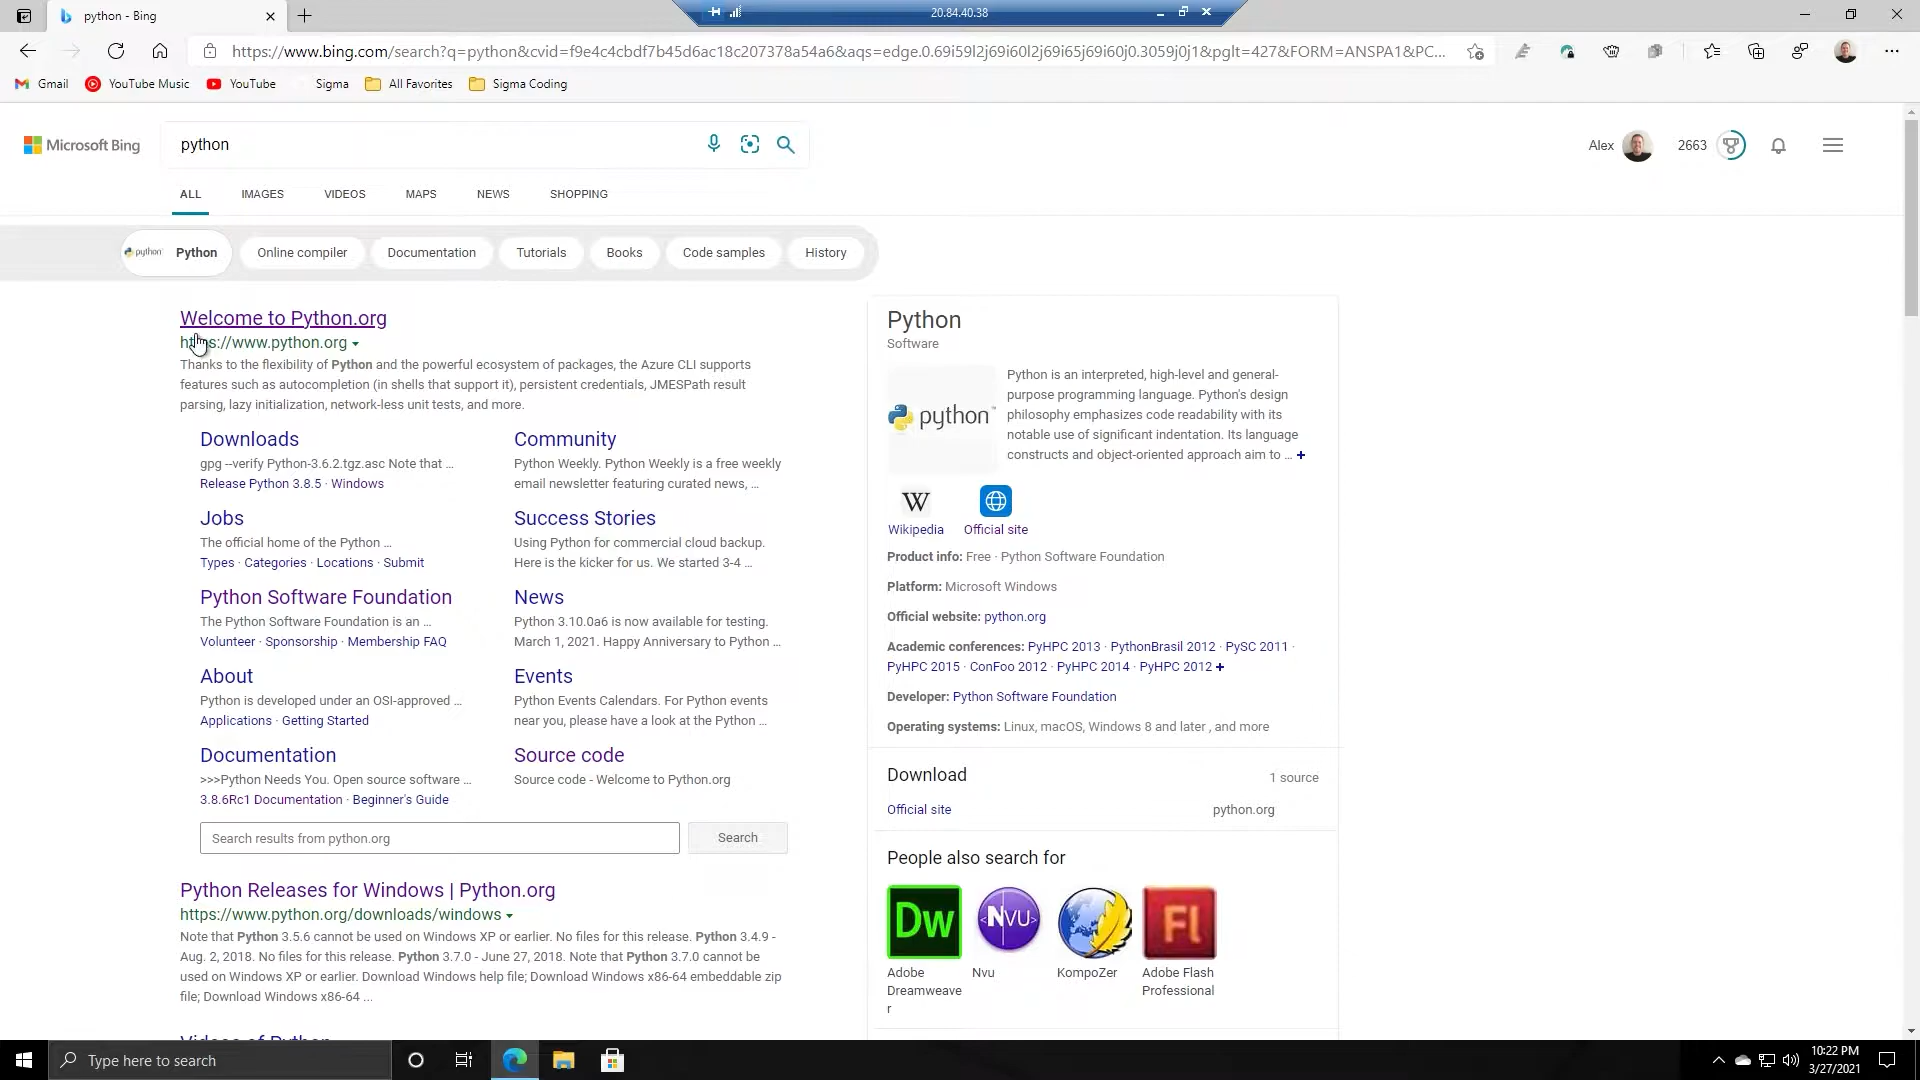 python - Bing
20.84.40.38
https://www.bing.com/search?q=python&cvid=f9e4c4cbdf7b45d6ac18c207378a54a6&aqs=edge.0.69i59l2j69i60l2j69i65j69i60j0.3059j0j1&pglt=427&FORM=ANSPA1&PC...
Gmail YouTube Music YouTube Sigma All Favorites Sigma Coding
Microsoft Bing python Alex 2663
ALL IMAGES VIDEOS MAPS NEWS SHOPPING
python Python Online compiler Documentation Tutorials Books Code samples History
Welcome to Python.org
https://www.python.org
Thanks to the flexibility of Python and the powerful ecosystem of packages, the Azure CLI supports
features such as autocompletion (in shells that support it), persistent credentials, JMESPath result
parsing, lazy initialization, network-less unit tests, and more.
Downloads
gpg --verify Python-3.6.2.tgz.asc Note that ...
Release Python 3.8.5 · Windows
Community
Python Weekly. Python Weekly is a free weekly
email newsletter featuring curated news, ...
Jobs
The official home of the Python ...
Types · Categories · Locations · Submit
Success Stories
Using Python for commercial cloud backup.
Here is the kicker for us. We started 3-4 ...
Python Software Foundation
The Python Software Foundation is an ...
Volunteer · Sponsorship · Membership FAQ
News
Python 3.10.0a6 is now available for testing.
March 1, 2021. Happy Anniversary to Python ...
About
Python is developed under an OSI-approved ...
Applications · Getting Started
Events
Python Events Calendars. For Python events
near you, please have a look at the Python ...
Documentation
>>>Python Needs You. Open source software ...
3.8.6Rc1 Documentation · Beginner's Guide
Source code
Source code - Welcome to Python.org
Search results from python.org Search
Python Releases for Windows | Python.org
https://www.python.org/downloads/windows
Note that Python 3.5.6 cannot be used on Windows XP or earlier. No files for this release. Python 3.4.9 -
Aug. 2, 2018. No files for this release. Python 3.7.0 - June 27, 2018. Note that Python 3.7.0 cannot be
used on Windows XP or earlier. Download Windows help file; Download Windows x86-64 embeddable zip
file; Download Windows x86-64 ...
Videos of Python
Python
Software
python
Python is an interpreted, high-level and general-
purpose programming language. Python's design
philosophy emphasizes code readability with its
notable use of significant indentation. Its language
constructs and object-oriented approach aim to ... +
W
Wikipedia Official site
Product info: Free · Python Software Foundation
Platform: Microsoft Windows
Official website: python.org
Academic conferences: PyHPC 2013 · PythonBrasil 2012 · PySC 2011 ·
PyHPC 2015 · ConFoo 2012 · PyHPC 2014 · PyHPC 2012 +
Developer: Python Software Foundation
Operating systems: Linux, macOS, Windows 8 and later , and more
Download 1 source
Official site python.org
People also search for
Dw <NVU> Fl
Adobe Nvu KompoZer Adobe Flash
Dreamweave Professional
r
Type here to search
10:22 PM
3/27/2021